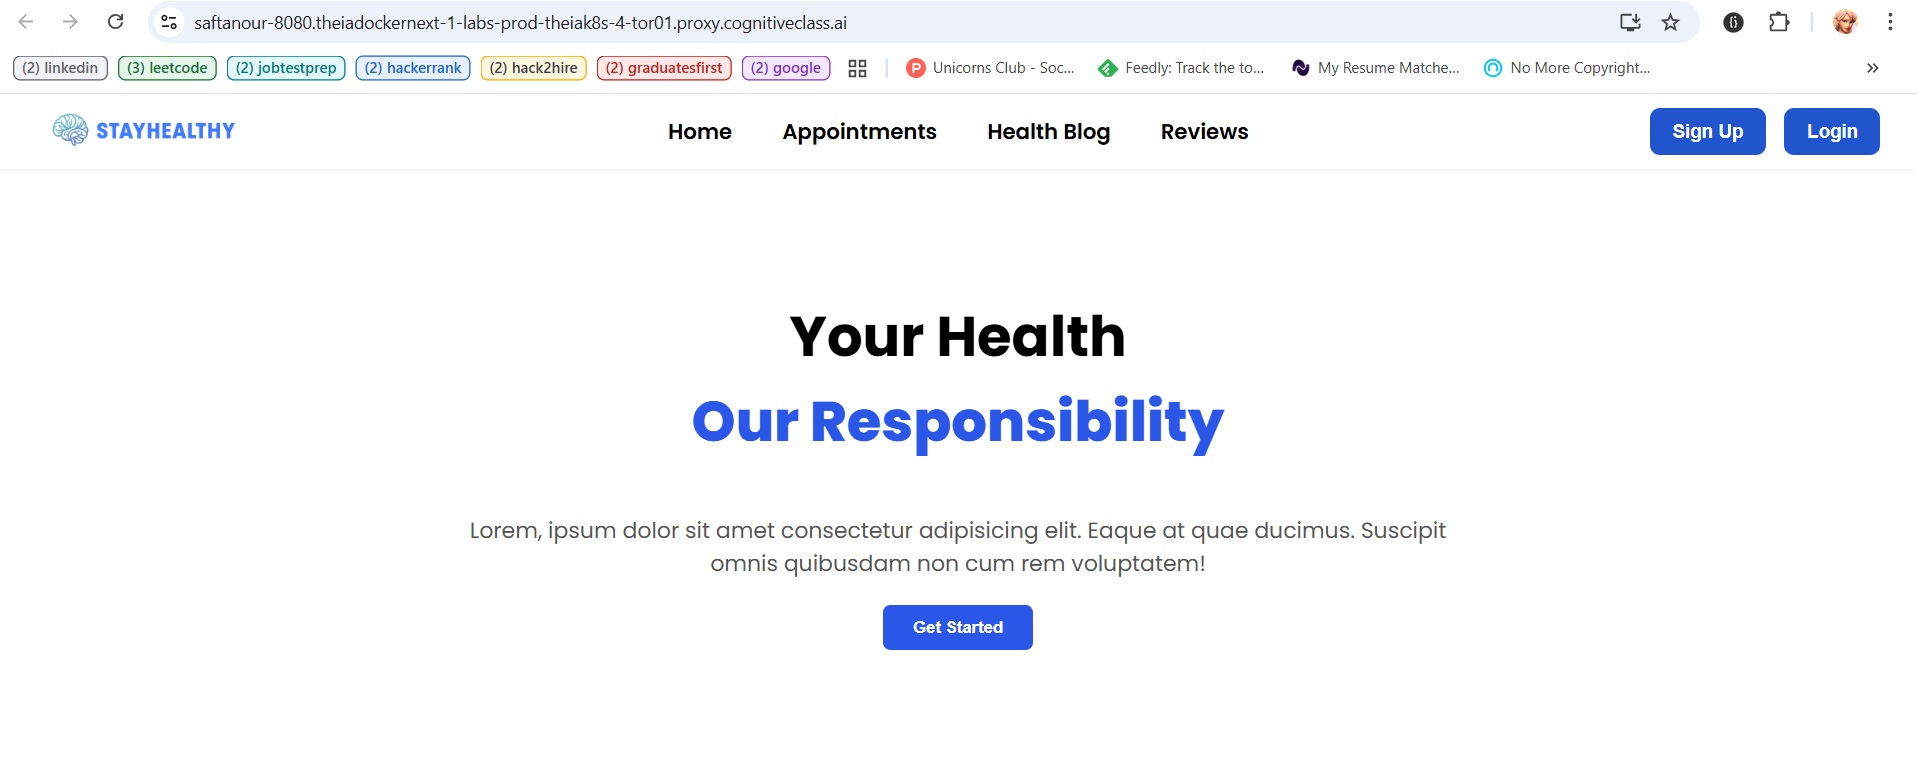 saftanour-8080.theiadockernext-1-labs-prod-theiak8s-4-tor01.proxy.cognitiveclass.ai
(2) linkedin (3) leetcode (2) jobtestprep (2) hackerrank (2) hack2hire (2) graduatesfirst (2) google Unicorns Club - Soc... Feedly: Track the to... My Resume Matche... No More Copyright... »
STAYHEALTHY Home Appointments Health Blog Reviews Sign Up Login
Your Health
Our Responsibility
Lorem, ipsum dolor sit amet consectetur adipisicing elit. Eaque at quae ducimus. Suscipit
omnis quibusdam non cum rem voluptatem!
Get Started